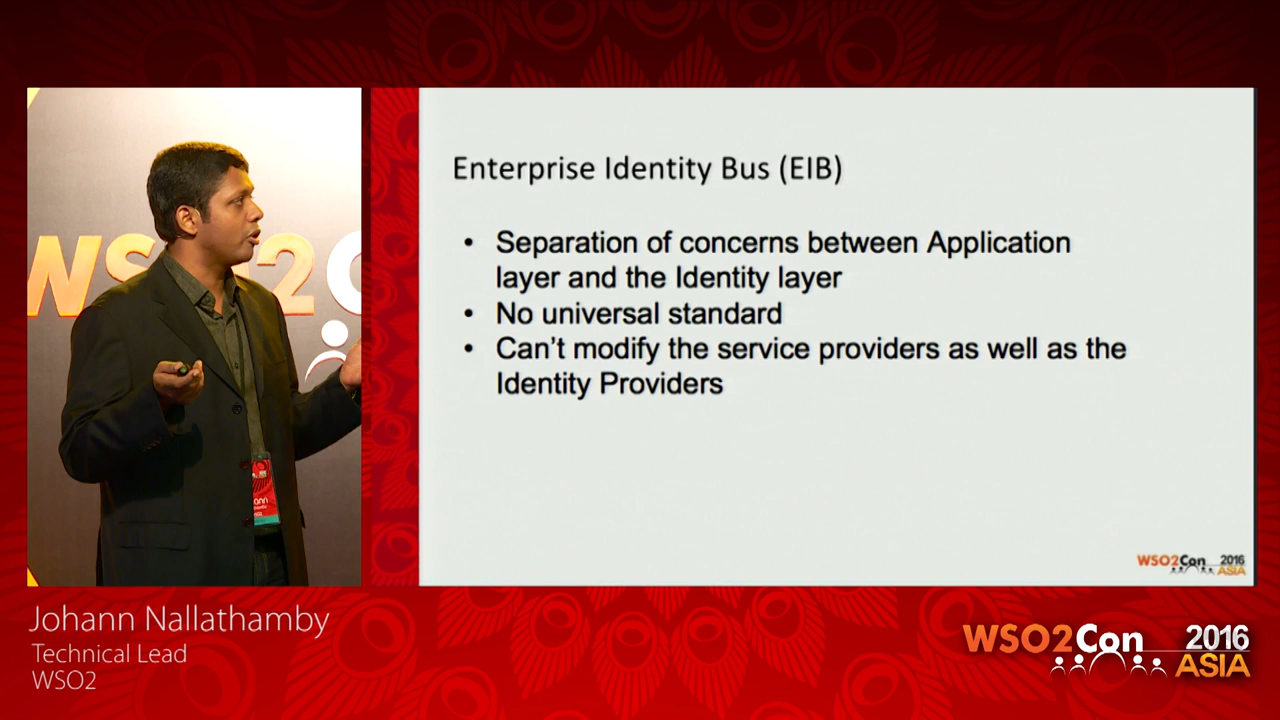 Enterprise Identity Bus (EIB)
• Separation of concerns between Application
layer and the Identity layer
• No universal standard
• Can’t modify the service providers as well as the
Identity Providers
WSO2Con 2016
ASIA
WSO2
Johann Nallathamby
Technical Lead
WSO2
WSO2Con 2016
ASIA